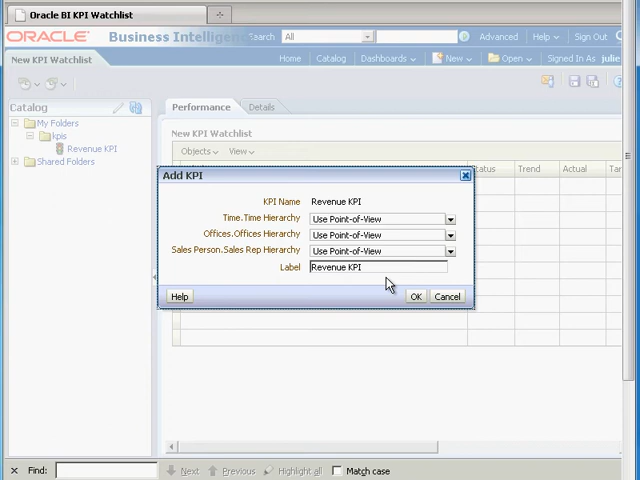 Oracle BI KPI Watchlist
ORACLE Business Intelligence Search All Advanced Help Sign Out
New KPI Watchlist Home Catalog Dashboards New Open Signed In As julie
Catalog Performance Details
My Folders
kpis
Revenue KPI
Shared Folders
New KPI Watchlist
Objects View
Status Trend Actual
Add KPI
KPI Name Revenue KPI
Time.Time Hierarchy Use Point-of-View
Offices.Offices Hierarchy Use Point-of-View
Sales Person.Sales Rep Hierarchy Use Point-of-View
Label Revenue KPI
Help OK Cancel
Find: Next Previous Highlight all Match case